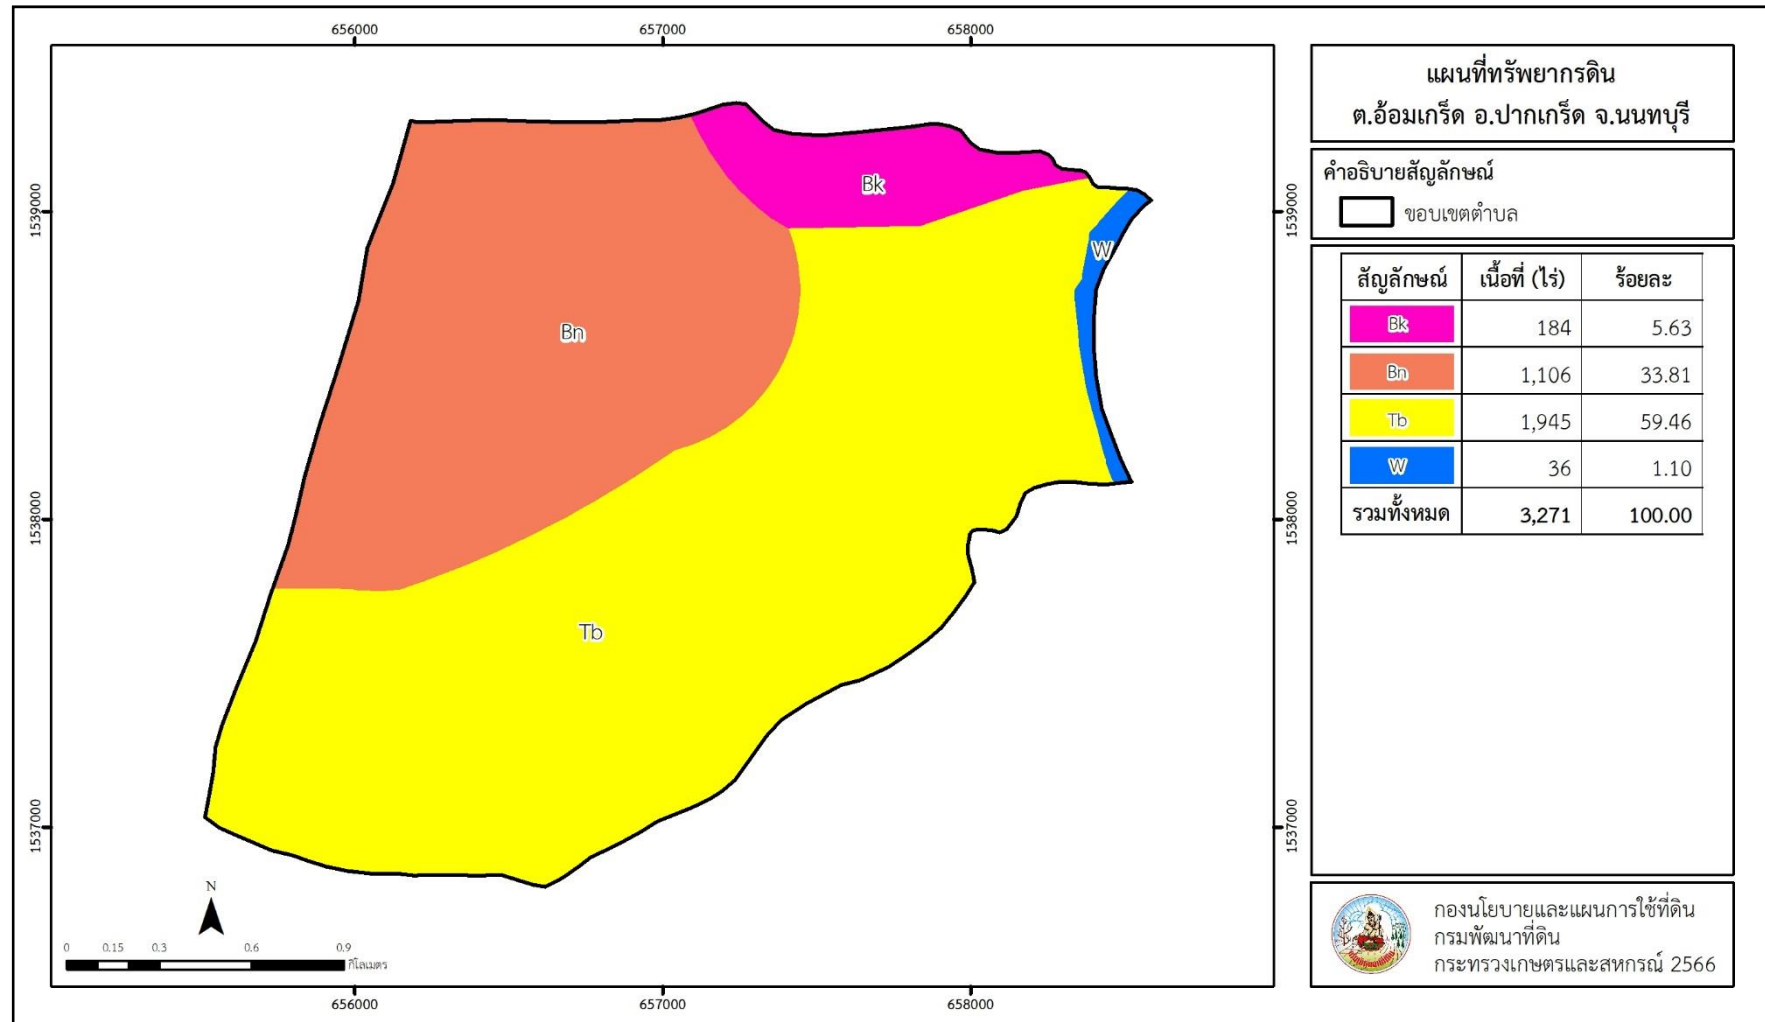 656000 657000 658000
1539000 1539000
1538000 1538000
1537000 1537000
656000 657000 658000
Bk
W
Bn
Tb
N
0 0.15 0.3 0.6 0.9
กิโลเมตร
แผนที่ทรัพยากรดิน
ต.อ้อมเกร็ด อ.ปากเกร็ด จ.นนทบุรี
คำอธิบายสัญลักษณ์
ขอบเขตตำบล
สัญลักษณ์ เนื้อที่ (ไร่) ร้อยละ
Bk 184 5.63
Bn 1,106 33.81
Tb 1,945 59.46
W 36 1.10
รวมทั้งหมด 3,271 100.00
กองนโยบายและแผนการใช้ที่ดิน
กรมพัฒนาที่ดิน
กระทรวงเกษตรและสหกรณ์ 2566